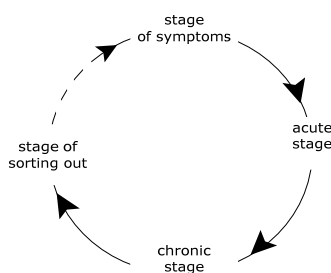 stage
of symptoms
acute
stage
chronic
stage
stage of
sorting out